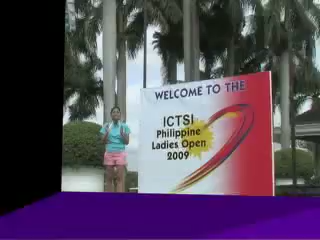 WELCOME TO THE
ICTSI
Philippine
Ladies Open
2009